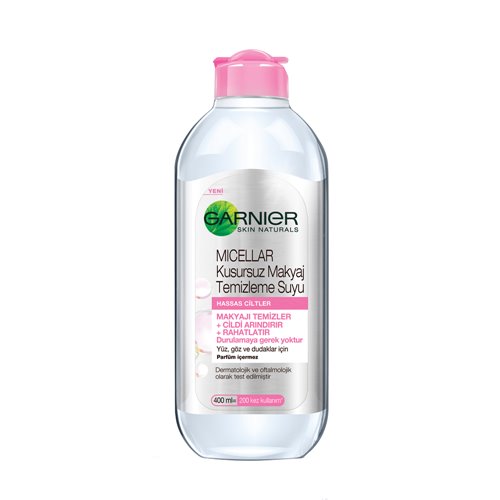 YENİ
GARNIER
SKIN NATURALS
MICELLAR
Kusursuz Makyaj
Temizleme Suyu
HASSAS CİLTLER
MAKYAJI TEMİZLER
+ CİLDİ ARINDIRIR
+ RAHATLATIR
Durulamaya gerek yoktur
Yüz, göz ve dudaklar için
Parfüm içermez
Dermatolojik ve oftalmolojik
olarak test edilmiştir
400 ml= 200 kez kullanım*